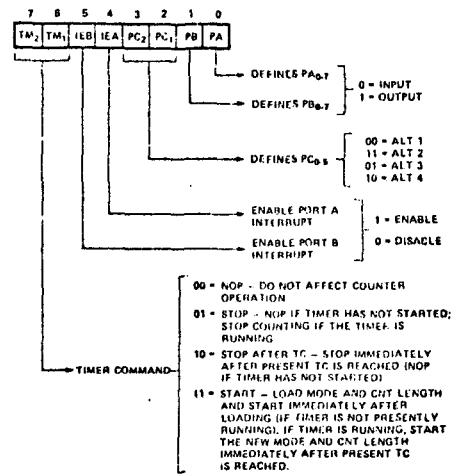 7 6 5 4 3 2 1 0
TM2 TM1 IEB IEA PC2 PC1 PB PA
DEFINES PA0-7
DEFINES PB0-7
0 = INPUT
1 = OUTPUT
DEFINES PC0-5
00 = ALT 1
11 = ALT 2
01 = ALT 3
10 = ALT 4
ENABLE PORT A
INTERRUPT
ENABLE PORT B
INTERRUPT
1 = ENABLE
0 = DISABLE
TIMER COMMAND
00 = NOP – DO NOT AFFECT COUNTER
OPERATION
01 = STOP – NOP IF TIMER HAS NOT STARTED;
STOP COUNTING IF THE TIMER IS
RUNNING
10 = STOP AFTER TC – STOP IMMEDIATELY
AFTER PRESENT TC IS REACHED (NOP
IF TIMER HAS NOT STARTED)
11 = START – LOAD MODE AND CNT LENGTH
AND START IMMEDIATELY AFTER
LOADING (IF TIMER IS NOT PRESENTLY
RUNNING). IF TIMER IS RUNNING, START
THE NEW MODE AND CNT LENGTH
IMMEDIATELY AFTER PRESENT TC
IS REACHED.